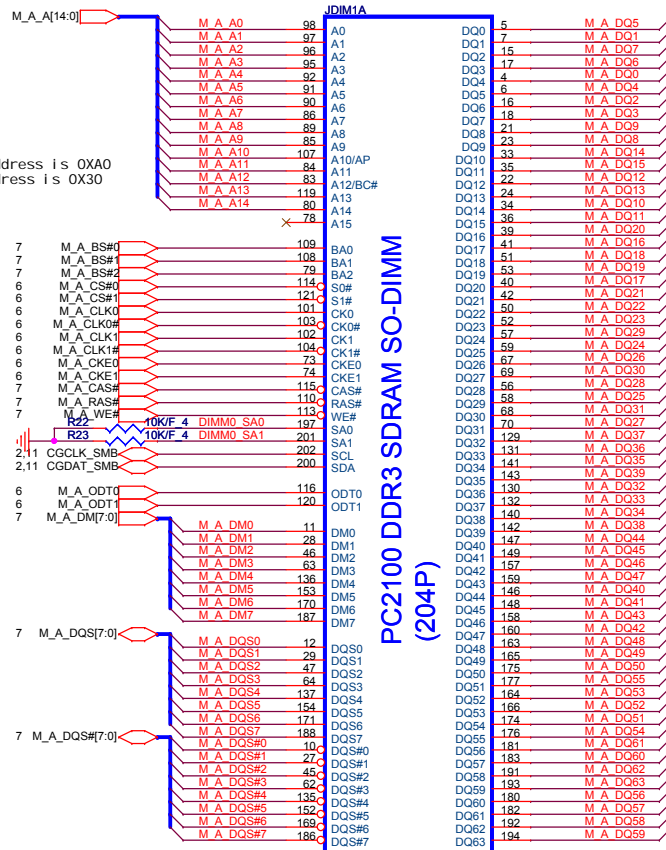 JDIM1A
M_A_A[14:0]
M_A_A0 98 A0
M_A_A1 97 A1
M_A_A2 96 A2
M_A_A3 95 A3
M_A_A4 92 A4
M_A_A5 91 A5
M_A_A6 90 A6
M_A_A7 86 A7
M_A_A8 89 A8
M_A_A9 85 A9
M_A_A10 107 A10/AP
M_A_A11 84 A11
M_A_A12 83 A12/BC#
M_A_A13 119 A13
M_A_A14 80 A14
78 A15
dress is 0XA0
ress is 0X30
7 M_A_BS#0 109 BA0
7 M_A_BS#1 108 BA1
7 M_A_BS#2 79 BA2
6 M_A_CS#0 114 S0#
6 M_A_CS#1 121 S1#
6 M_A_CLK0 101 CK0
6 M_A_CLK0# 103 CK0#
6 M_A_CLK1 102 CK1
6 M_A_CLK1# 104 CK1#
6 M_A_CKE0 73 CKE0
6 M_A_CKE1 74 CKE1
7 M_A_CAS# 115 CAS#
7 M_A_RAS# 110 RAS#
7 M_A_WE# 113 WE#
R22 10K/F_4 DIMM0_SA0 197 SA0
R23 10K/F_4 DIMM0_SA1 201 SA1
2,11 CGCLK_SMB 202 SCL
2,11 CGDAT_SMB 200 SDA
6 M_A_ODT0 116 ODT0
6 M_A_ODT1 120 ODT1
7 M_A_DM[7:0]
M_A_DM0 11 DM0
M_A_DM1 28 DM1
M_A_DM2 46 DM2
M_A_DM3 63 DM3
M_A_DM4 136 DM4
M_A_DM5 153 DM5
M_A_DM6 170 DM6
M_A_DM7 187 DM7
7 M_A_DQS[7:0]
M_A_DQS0 12 DQS0
M_A_DQS1 29 DQS1
M_A_DQS2 47 DQS2
M_A_DQS3 64 DQS3
M_A_DQS4 137 DQS4
M_A_DQS5 154 DQS5
M_A_DQS6 171 DQS6
M_A_DQS7 188 DQS7
7 M_A_DQS#[7:0]
M_A_DQS#0 10 DQS#0
M_A_DQS#1 27 DQS#1
M_A_DQS#2 45 DQS#2
M_A_DQS#3 62 DQS#3
M_A_DQS#4 135 DQS#4
M_A_DQS#5 152 DQS#5
M_A_DQS#6 169 DQS#6
M_A_DQS#7 186 DQS#7
PC2100 DDR3 SDRAM SO-DIMM
(204P)
DQ0 5 M_A_DQ5
DQ1 7 M_A_DQ1
DQ2 15 M_A_DQ7
DQ3 17 M_A_DQ6
DQ4 4 M_A_DQ0
DQ5 6 M_A_DQ4
DQ6 16 M_A_DQ2
DQ7 18 M_A_DQ3
DQ8 21 M_A_DQ9
DQ9 23 M_A_DQ8
DQ10 33 M_A_DQ14
DQ11 35 M_A_DQ15
DQ12 22 M_A_DQ12
DQ13 24 M_A_DQ13
DQ14 34 M_A_DQ10
DQ15 36 M_A_DQ11
DQ16 39 M_A_DQ20
DQ17 41 M_A_DQ16
DQ18 51 M_A_DQ18
DQ19 53 M_A_DQ19
DQ20 40 M_A_DQ17
DQ21 42 M_A_DQ21
DQ22 50 M_A_DQ22
DQ23 52 M_A_DQ23
DQ24 57 M_A_DQ29
DQ25 59 M_A_DQ24
DQ26 67 M_A_DQ26
DQ27 69 M_A_DQ30
DQ28 56 M_A_DQ28
DQ29 58 M_A_DQ25
DQ30 68 M_A_DQ31
DQ31 70 M_A_DQ27
DQ32 129 M_A_DQ37
DQ33 131 M_A_DQ36
DQ34 141 M_A_DQ35
DQ35 143 M_A_DQ39
DQ36 130 M_A_DQ32
DQ37 132 M_A_DQ33
DQ38 140 M_A_DQ34
DQ39 142 M_A_DQ38
DQ40 147 M_A_DQ44
DQ41 149 M_A_DQ45
DQ42 157 M_A_DQ46
DQ43 159 M_A_DQ47
DQ44 146 M_A_DQ40
DQ45 148 M_A_DQ41
DQ46 158 M_A_DQ43
DQ47 160 M_A_DQ42
DQ48 163 M_A_DQ48
DQ49 165 M_A_DQ49
DQ50 175 M_A_DQ50
DQ51 177 M_A_DQ55
DQ52 164 M_A_DQ53
DQ53 166 M_A_DQ52
DQ54 174 M_A_DQ51
DQ55 176 M_A_DQ54
DQ56 181 M_A_DQ61
DQ57 183 M_A_DQ60
DQ58 191 M_A_DQ62
DQ59 193 M_A_DQ63
DQ60 180 M_A_DQ56
DQ61 182 M_A_DQ57
DQ62 192 M_A_DQ58
DQ63 194 M_A_DQ59